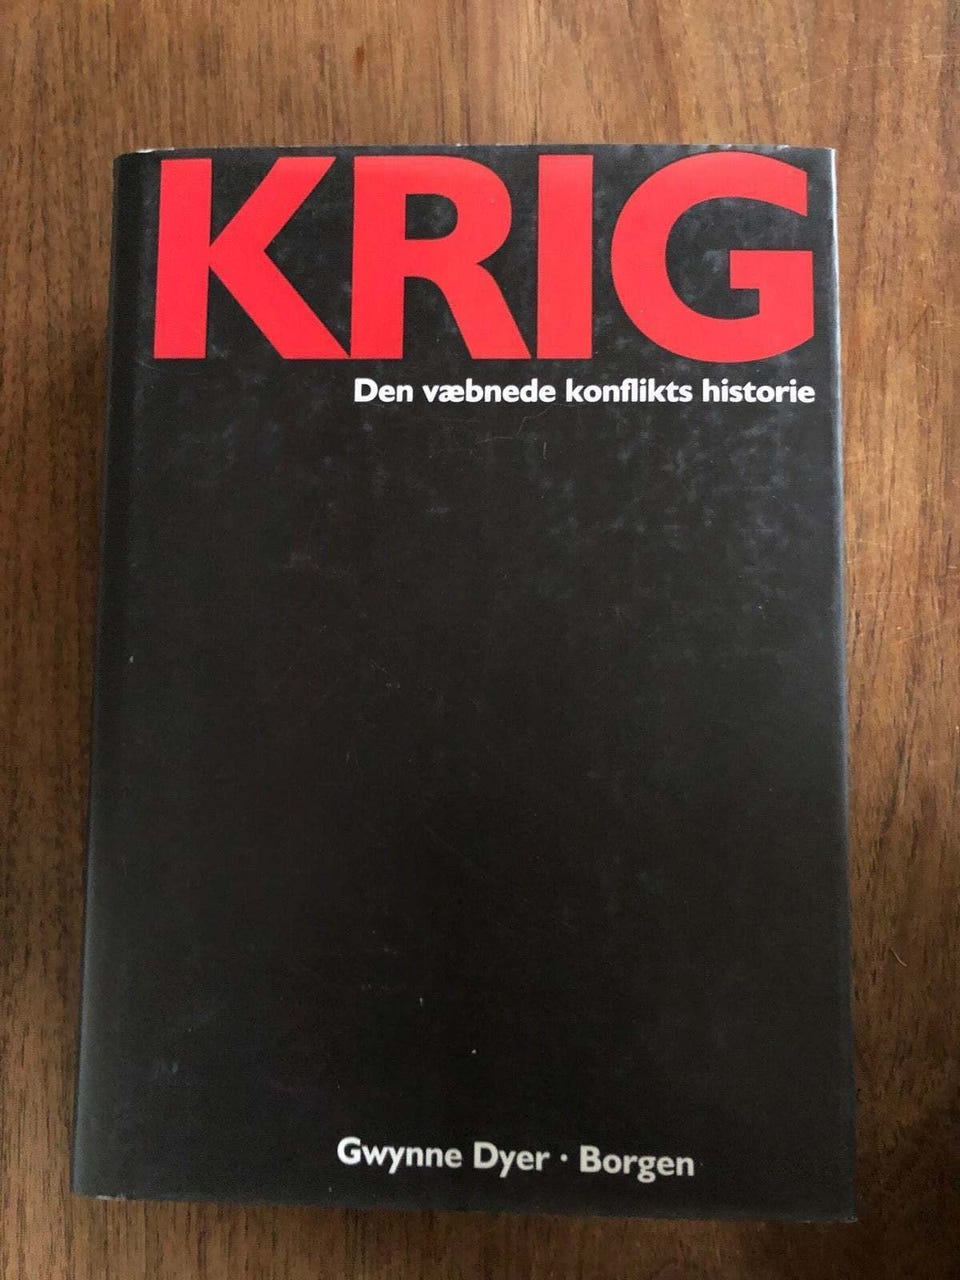 KRIG
Den væbnede konflikts historie
Gwynne Dyer · Borgen